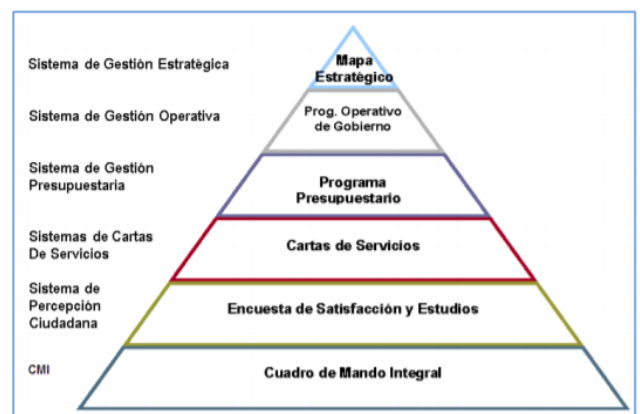 Sistema de Gestión Estratègica
Mapa
Estratègico
Sistema de Gestión Operativa
Prog. Operativo
de Gobierno
Sistema de Gestión
Presupuestaria
Programa
Presupuestario
Sistemas de Cartas
De Servicios
Cartas de Servicios
Sistema de
Percepción
Ciudadana
Encuesta de Satisfacción y Estudios
CMI
Cuadro de Mando Integral